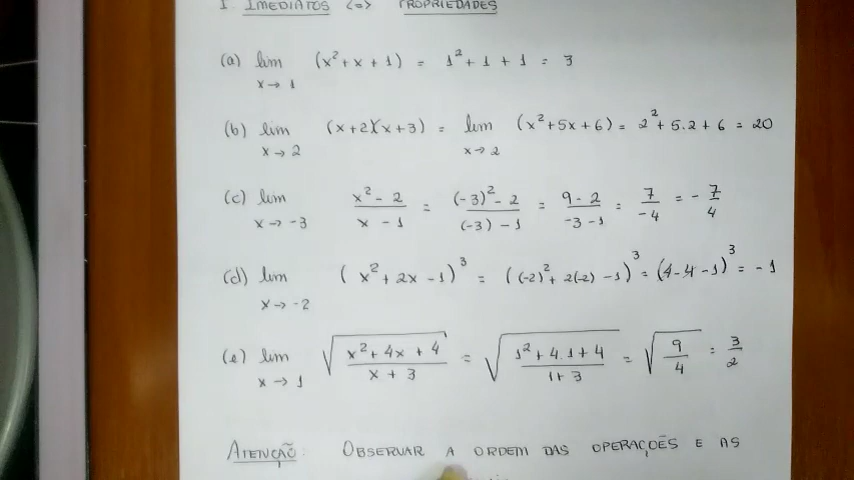 I. IMEDIATOS (=) PROPRIEDADES
(a) lim x→1 (x² + x + 1) = 1² + 1 + 1 = 3
(b) lim x→2 (x+2)(x+3) = lim x→2 (x²+5x+6) = 2² + 5.2 + 6 = 20
(c) lim x→-3 (x² - 2)/(x - 1) = ((-3)² - 2)/((-3) - 1) = (9 - 2)/(-3 - 1) = 7/-4 = - 7/4
(d) lim x→-2 (x² + 2x - 1)³ = ((-2)² + 2(-2) - 1)³ = (4 - 4 - 1)³ = -1
(e) lim x→1 √((x² + 4x + 4)/(x + 3)) = √((1² + 4.1 + 4)/(1+3)) = √(9/4) = 3/2
ATENÇÃO: OBSERVAR A ORDEM DAS OPERAÇÕES E AS